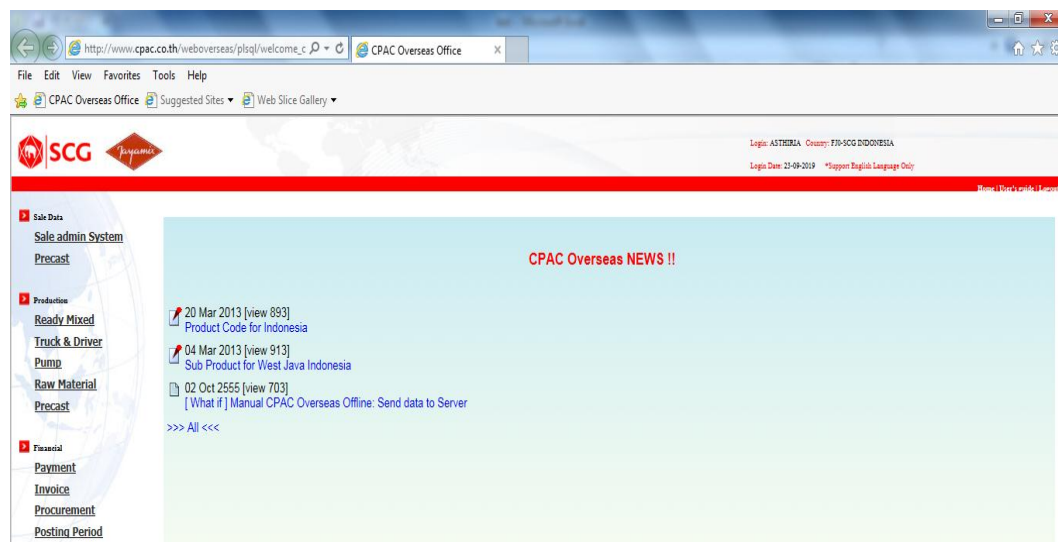 http://www.cpac.co.th/weboverseas/plsql/welcome_c
CPAC Overseas Office
File Edit View Favorites Tools Help
CPAC Overseas Office Suggested Sites Web Slice Gallery
SCG
Jayamix
Login: ASTHIRIA Country: FJ0-SCG INDONESIA
Login Date: 23-09-2019 *Support English Language Only
Home | User's guide | Logout
Sale Data
Sale admin System
Precast
Production
Ready Mixed
Truck & Driver
Pump
Raw Material
Precast
Financial
Payment
Invoice
Procurement
Posting Period
CPAC Overseas NEWS !!
20 Mar 2013 [view 893]
Product Code for Indonesia
04 Mar 2013 [view 913]
Sub Product for West Java Indonesia
02 Oct 2555 [view 703]
[ What if ] Manual CPAC Overseas Offline: Send data to Server
>>> All <<<